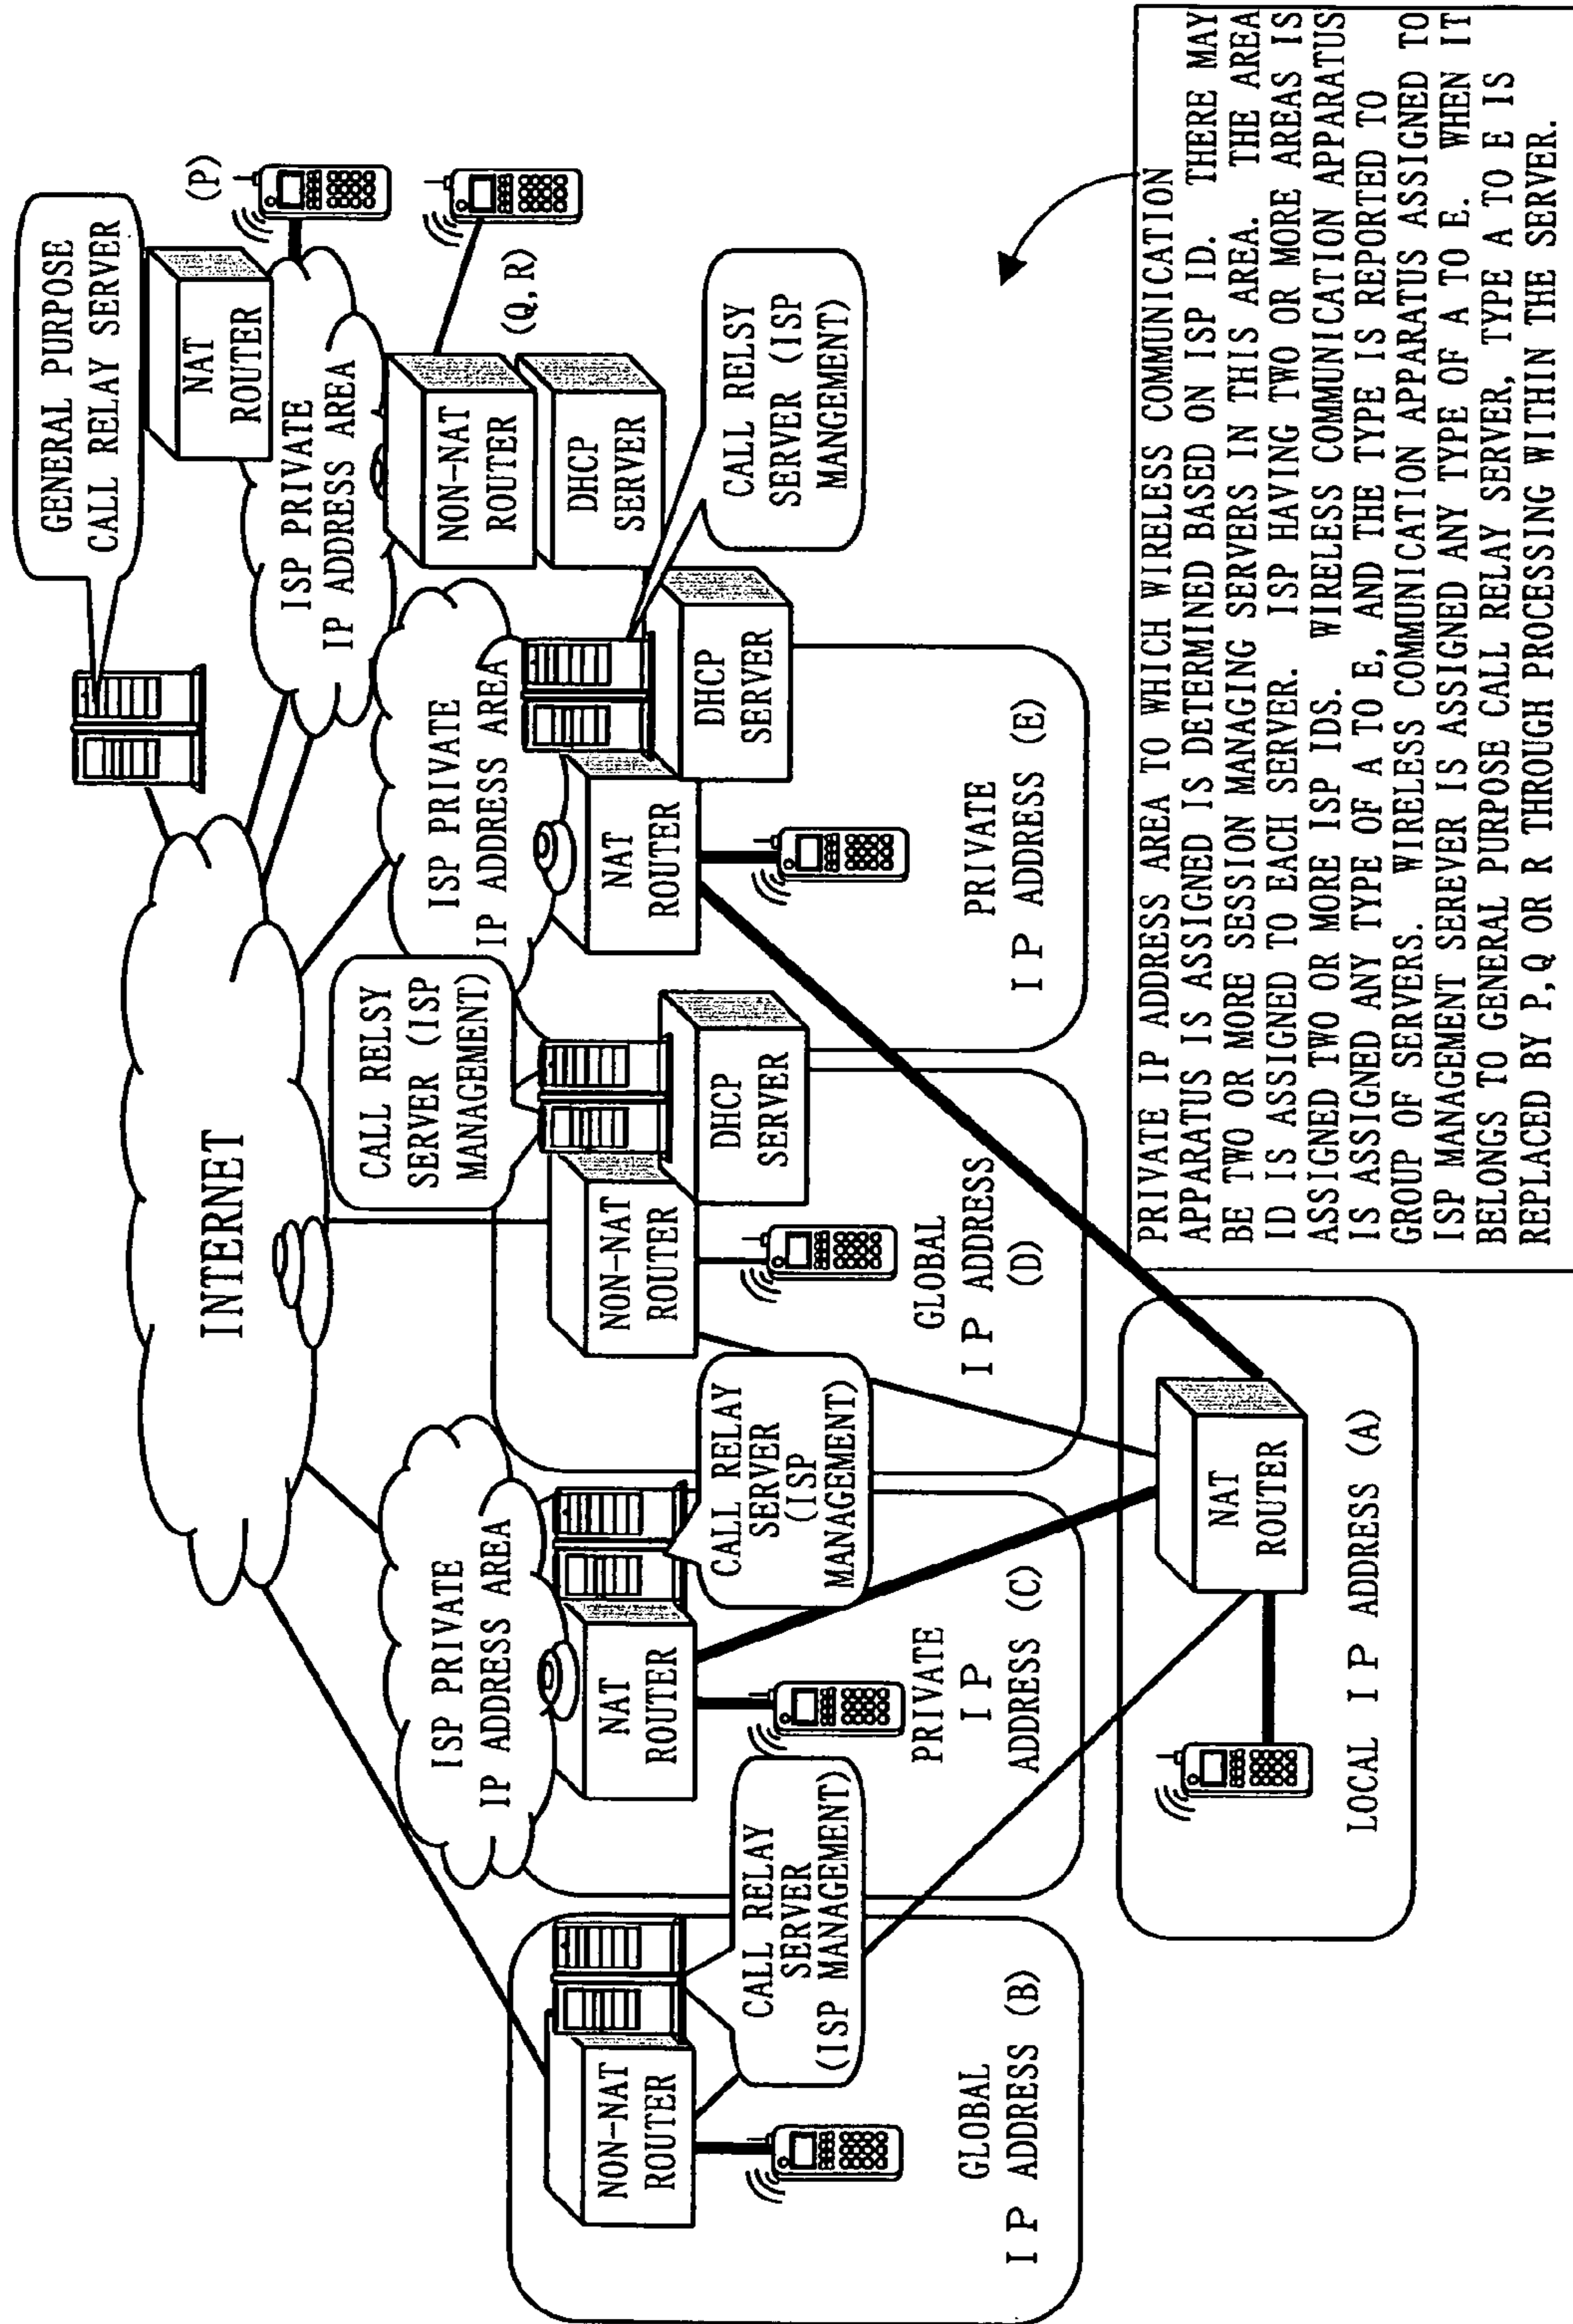 GENERAL PURPOSE
CALL RELAY SERVER
INTERNET
NAT
ROUTER
(P)
ISP PRIVATE
IP ADDRESS AREA
NON-NAT
ROUTER
(Q,R)
DHCP
SERVER
CALL RELSY
SERVER (ISP
MANGEMENT)
ISP PRIVATE
IP ADDRESS AREA
NAT
ROUTER
DHCP
SERVER
PRIVATE
IP ADDRESS (E)
CALL RELSY
SERVER (ISP
MANAGEMENT)
NON-NAT
ROUTER
DHCP
SERVER
GLOBAL
IP ADDRESS
(D)
ISP PRIVATE
IP ADDRESS AREA
NAT
ROUTER
CALL RELAY
SERVER
(ISP
MANAGEMENT)
PRIVATE
IP
ADDRESS (C)
NON-NAT
ROUTER
CALL RELAY
SERVER
(ISP MANAGEMENT)
GLOBAL
IP ADDRESS (B)
NAT
ROUTER
LOCAL IP ADDRESS (A)
PRIVATE IP ADDRESS AREA TO WHICH WIRELESS COMMUNICATION
APPARATUS IS ASSIGNED IS DETERMINED BASED ON ISP ID. THERE MAY
BE TWO OR MORE SESSION MANAGING SERVERS IN THIS AREA. THE AREA
ID IS ASSIGNED TO EACH SERVER. ISP HAVING TWO OR MORE AREAS IS
ASSIGNED TWO OR MORE ISP IDS. WIRELESS COMMUNICATION APPARATUS
IS ASSIGNED ANY TYPE OF A TO E, AND THE TYPE IS REPORTED TO
GROUP OF SERVERS. WIRELESS COMMUNICATION APPARATUS ASSIGNED TO
ISP MANAGEMENT SEREVER IS ASSIGNED ANY TYPE OF A TO E. WHEN IT
BELONGS TO GENERAL PURPOSE CALL RELAY SERVER, TYPE A TO E IS
REPLACED BY P,Q OR R THROUGH PROCESSING WITHIN THE SERVER.